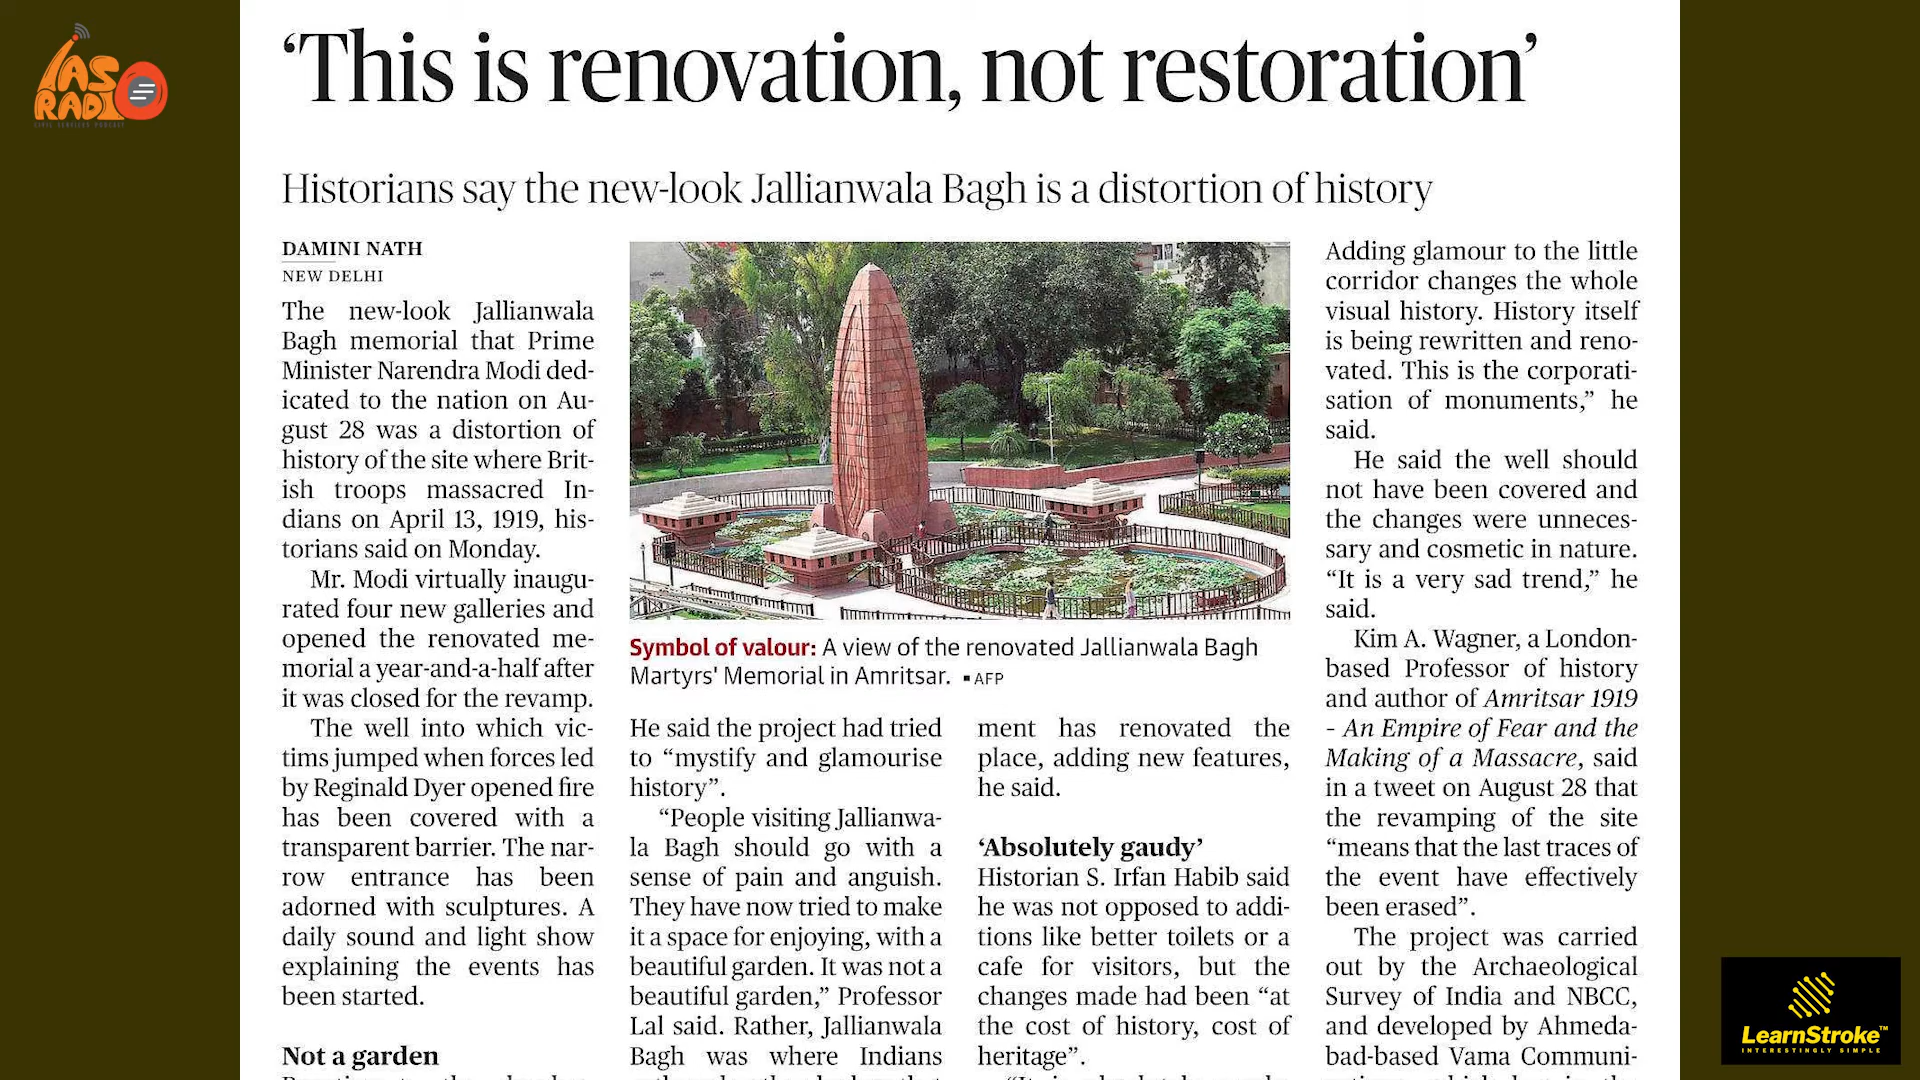 IAS
RADIO
CIVIL SERVICES PODCAST
‘This is renovation, not restoration’
Historians say the new-look Jallianwala Bagh is a distortion of history
DAMINI NATH
NEW DELHI
The new-look Jallianwala
Bagh memorial that Prime
Minister Narendra Modi ded-
icated to the nation on Au-
gust 28 was a distortion of
history of the site where Brit-
ish troops massacred In-
dians on April 13, 1919, his-
torians said on Monday.
Mr. Modi virtually inaugu-
rated four new galleries and
opened the renovated me-
morial a year-and-a-half after
it was closed for the revamp.
The well into which vic-
tims jumped when forces led
by Reginald Dyer opened fire
has been covered with a
transparent barrier. The nar-
row entrance has been
adorned with sculptures. A
daily sound and light show
explaining the events has
been started.
Not a garden
Symbol of valour: A view of the renovated Jallianwala Bagh
Martyrs' Memorial in Amritsar. ▪ AFP
He said the project had tried
to “mystify and glamourise
history”.
“People visiting Jallianwa-
la Bagh should go with a
sense of pain and anguish.
They have now tried to make
it a space for enjoying, with a
beautiful garden. It was not a
beautiful garden,” Professor
Lal said. Rather, Jallianwala
Bagh was where Indians
ment has renovated the
place, adding new features,
he said.
‘Absolutely gaudy’
Historian S. Irfan Habib said
he was not opposed to addi-
tions like better toilets or a
cafe for visitors, but the
changes made had been “at
the cost of history, cost of
heritage”.
Adding glamour to the little
corridor changes the whole
visual history. History itself
is being rewritten and reno-
vated. This is the corporati-
sation of monuments,” he
said.
He said the well should
not have been covered and
the changes were unneces-
sary and cosmetic in nature.
“It is a very sad trend,” he
said.
Kim A. Wagner, a London-
based Professor of history
and author of Amritsar 1919
- An Empire of Fear and the
Making of a Massacre, said
in a tweet on August 28 that
the revamping of the site
“means that the last traces of
the event have effectively
been erased”.
The project was carried
out by the Archaeological
Survey of India and NBCC,
and developed by Ahmeda-
bad-based Vama Communi-
LearnStroke™
INTERESTINGLY SIMPLE